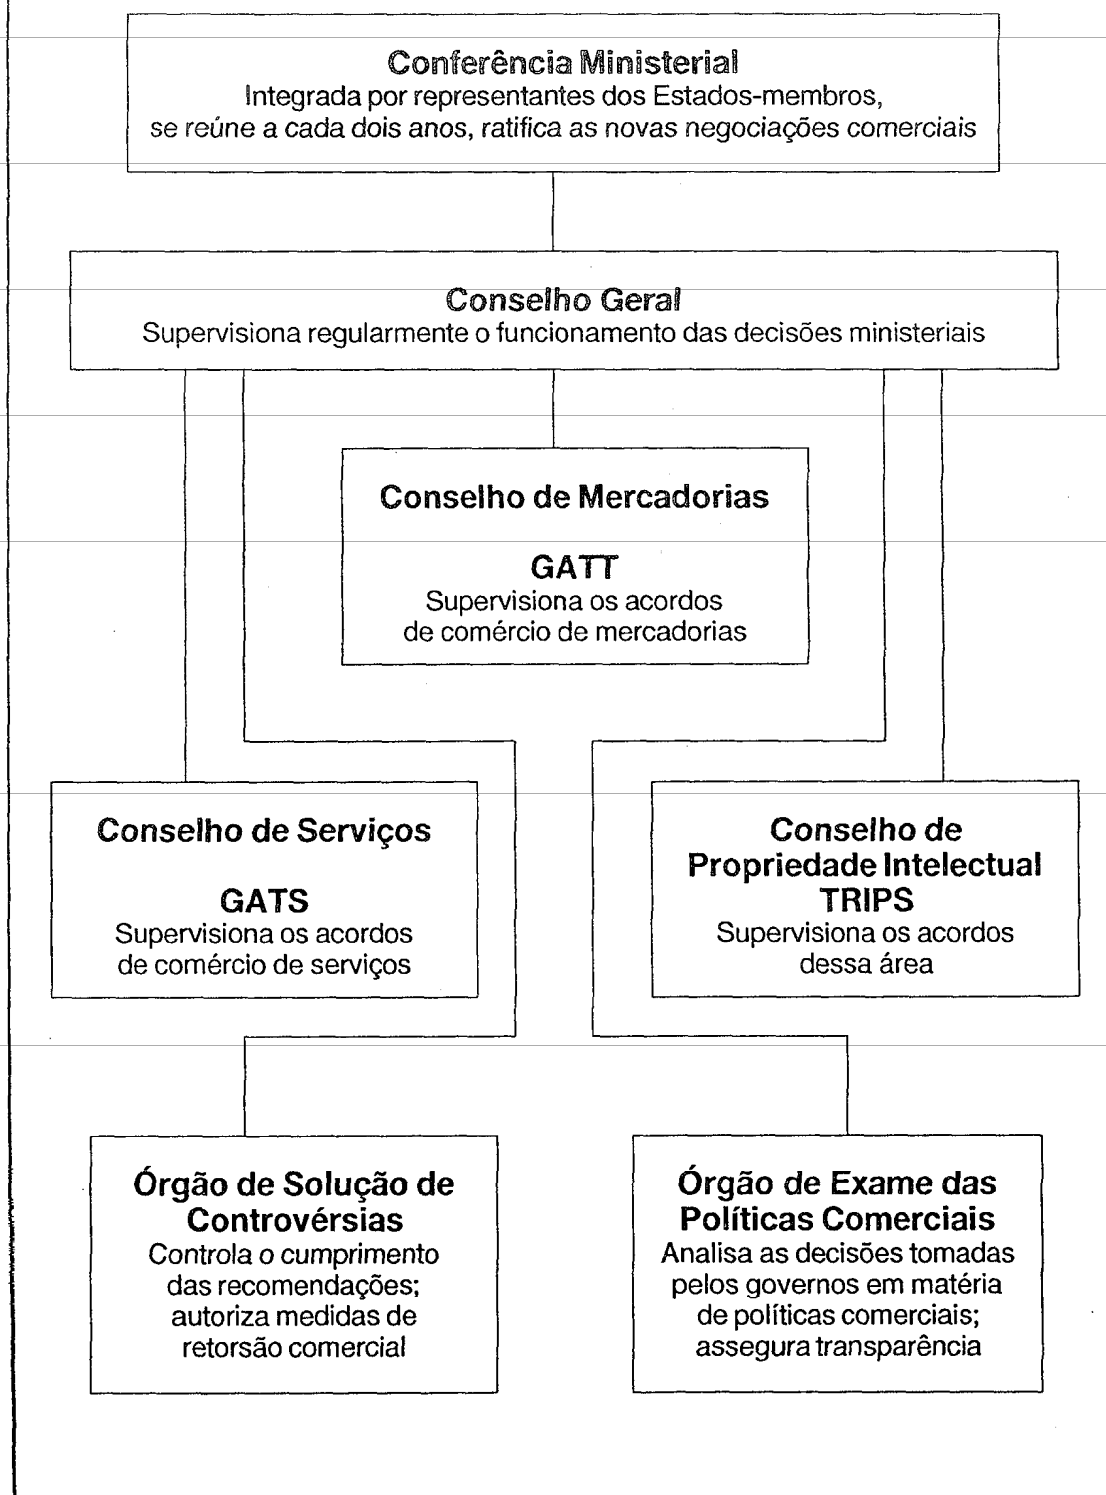 Conferência Ministerial
Integrada por representantes dos Estados-membros,
se reúne a cada dois anos, ratifica as novas negociações comerciais
Conselho Geral
Supervisiona regularmente o funcionamento das decisões ministeriais
Conselho de Mercadorias
GATT
Supervisiona os acordos
de comércio de mercadorias
Conselho de Serviços
GATS
Supervisiona os acordos
de comércio de serviços
Conselho de
Propriedade Intelectual
TRIPS
Supervisiona os acordos
dessa área
Órgão de Solução de
Controvérsias
Controla o cumprimento
das recomendações;
autoriza medidas de
retorsão comercial
Órgão de Exame das
Políticas Comerciais
Analisa as decisões tomadas
pelos governos em matéria
de políticas comerciais;
assegura transparência